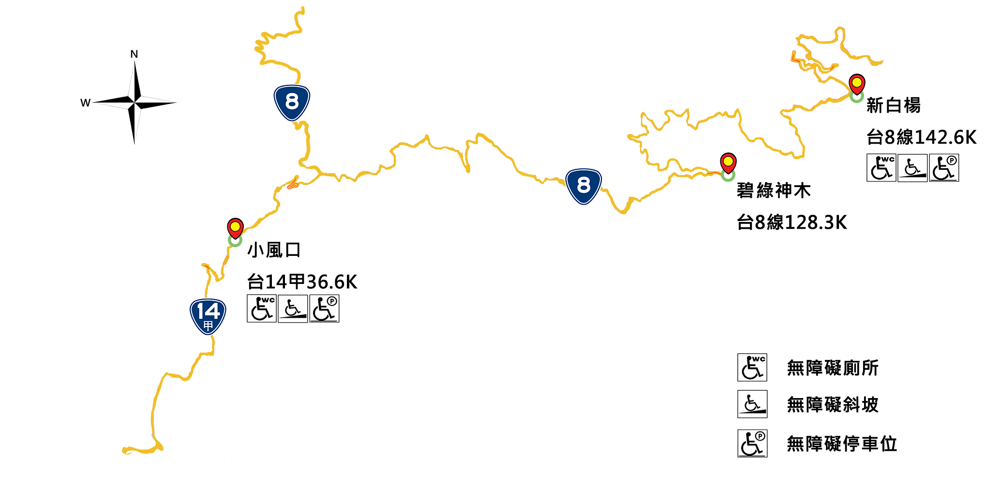 N
W
8
新白楊
台8線142.6K
WC
P
8
碧綠神木
台8線128.3K
小風口
台14甲36.6K
WC
P
14
甲
WC
無障礙廁所
無障礙斜坡
P
無障礙停車位